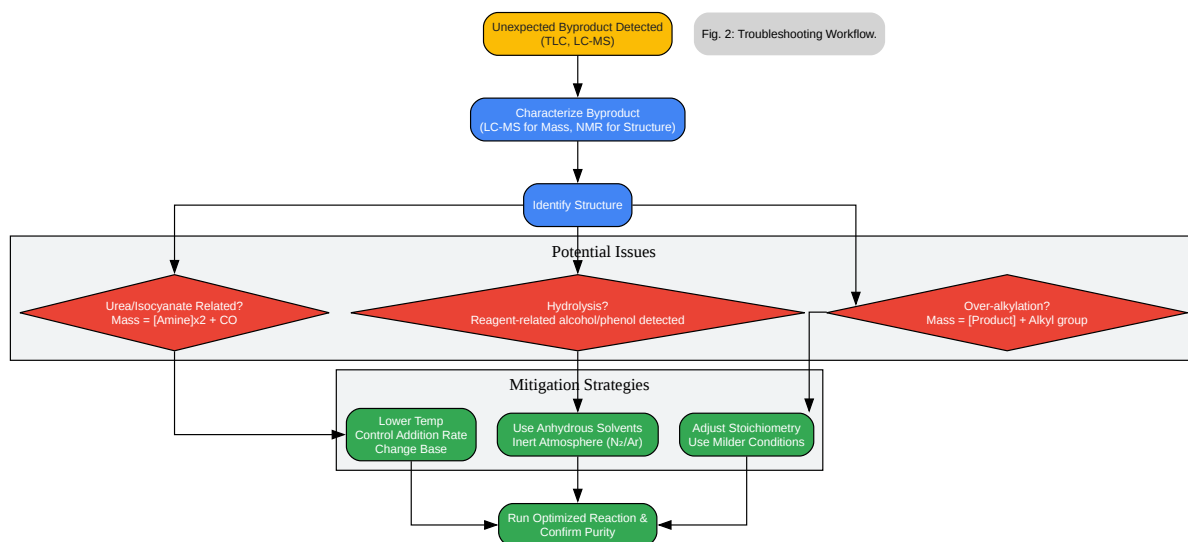 Unexpected Byproduct Detected
(TLC, LC-MS)
Fig. 2: Troubleshooting Workflow.
Characterize Byproduct
(LC-MS for Mass, NMR for Structure)
Identify Structure
Potential Issues
Urea/Isocyanate Related?
Mass = [Amine]x2 + CO
Hydrolysis?
Reagent-related alcohol/phenol detected
Over-alkylation?
Mass = [Product] + Alkyl group
Mitigation Strategies
Lower Temp
Control Addition Rate
Change Base
Use Anhydrous Solvents
Inert Atmosphere (N₂/Ar)
Adjust Stoichiometry
Use Milder Conditions
Run Optimized Reaction &
Confirm Purity